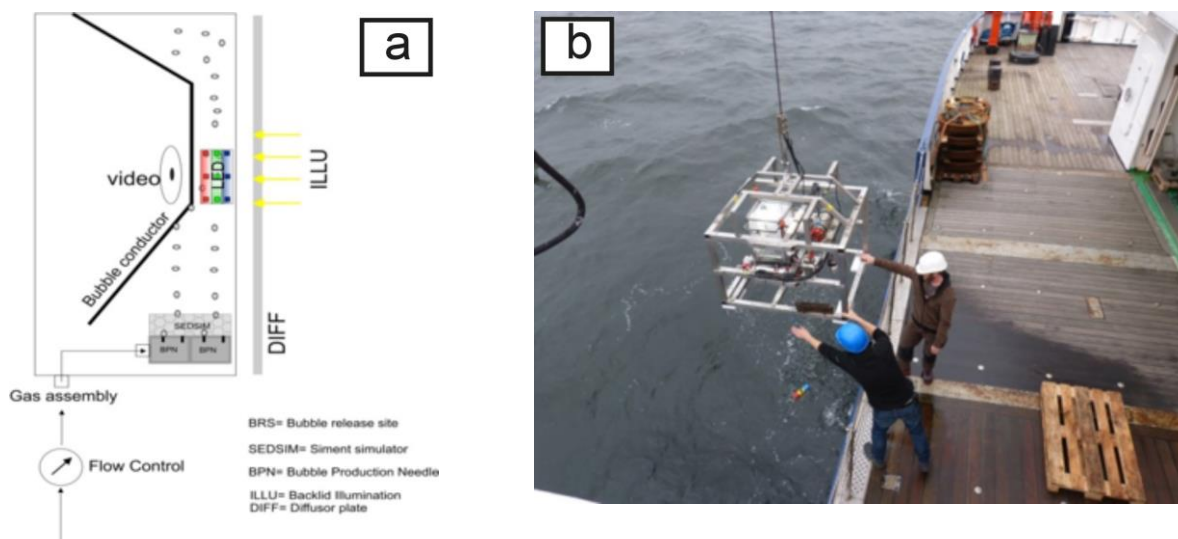 a
b
video
LED
ILLU
Bubble conductor
SEDSIM
BPN
BPN
DIFF
Gas assembly
Flow Control
BRS= Bubble release site
SEDSIM= Siment simulator
BPN= Bubble Production Needle
ILLU= Backlid Illumination
DIFF= Diffusor plate